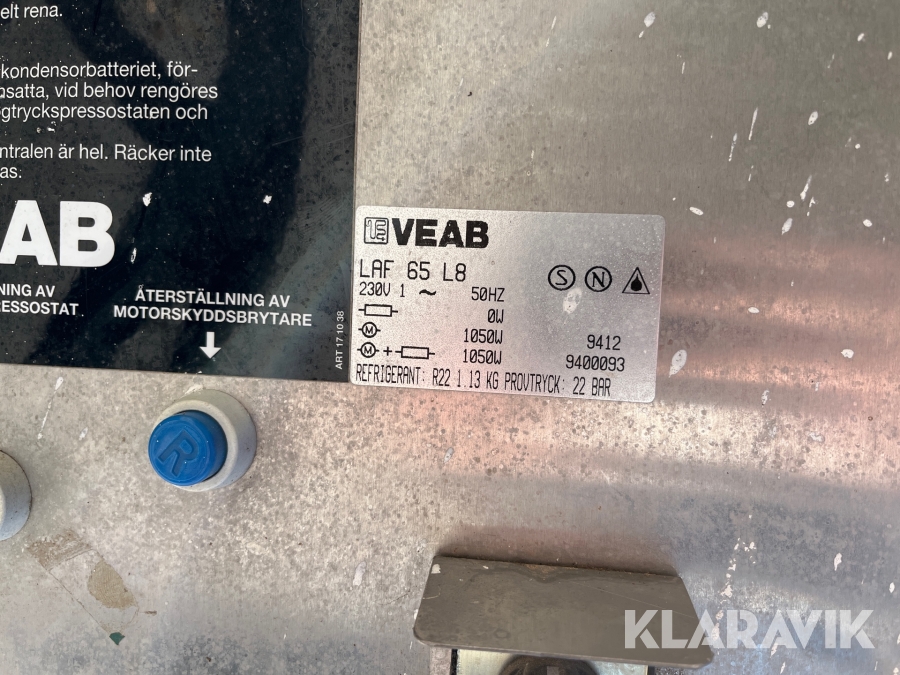 elt rena.
kondensorbatteriet, för-
nsatta, vid behov rengöres
gtryckspressostaten och
ntralen är hel. Räcker inte
as.
AB
NING AV
RESSOSTAT
ÅTERSTÄLLNING AV
MOTORSKYDDSBRYTARE
ART 17 10 38
VEAB
LAF 65 L8
230V 1 ~ 50HZ
0W
M 1050W
M + 1050W
S N
9412
9400093
REFRIGERANT: R22 1.13 KG PROVTRYCK: 22 BAR
R
KLARAVIK